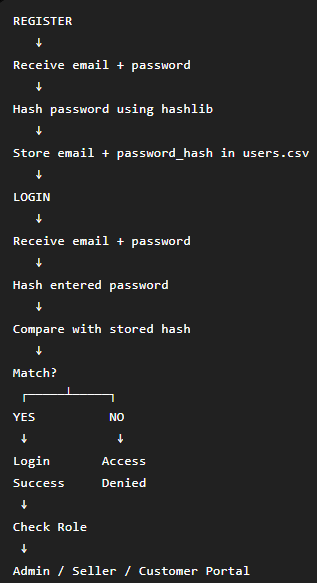 REGISTER
↓
Receive email + password
↓
Hash password using hashlib
↓
Store email + password_hash in users.csv
↓
LOGIN
↓
Receive email + password
↓
Hash entered password
↓
Compare with stored hash
↓
Match?
┌─────┴─────┐
YES NO
↓ ↓
Login Access
Success Denied
↓
Check Role
↓
Admin / Seller / Customer Portal